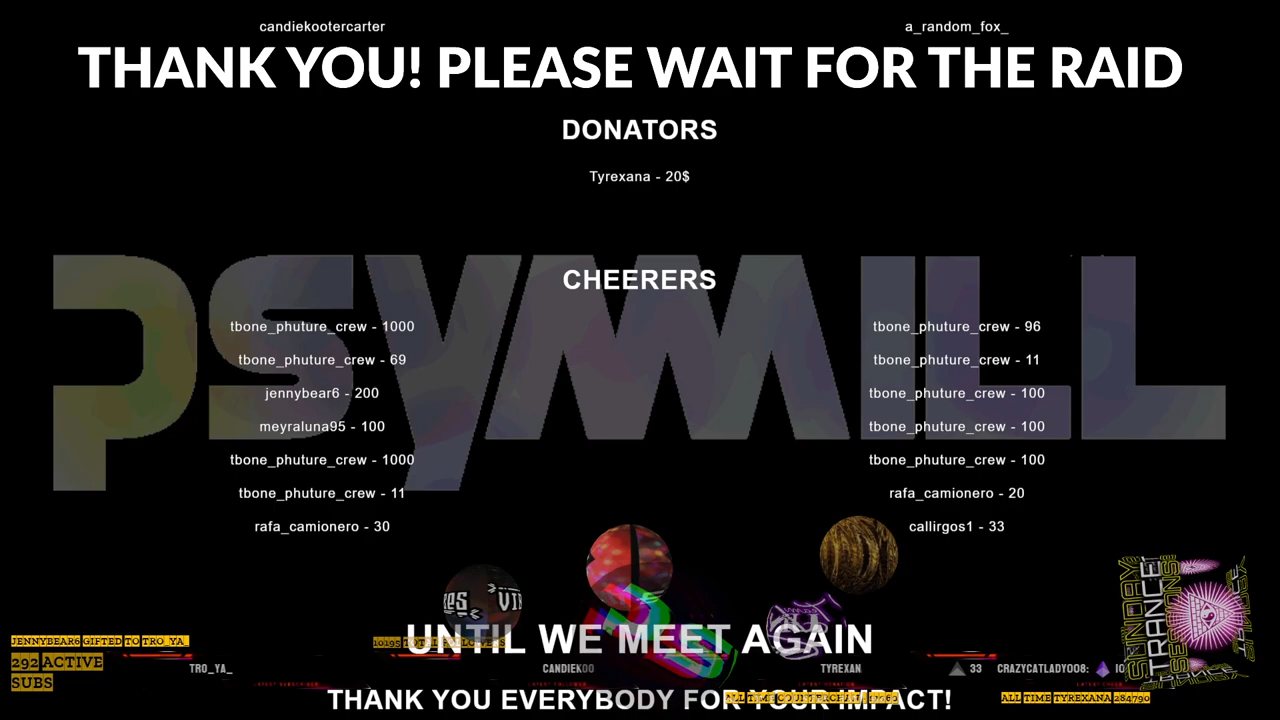 candiekootercarter a_random_fox_
THANK YOU! PLEASE WAIT FOR THE RAID
DONATORS
Tyrexana - 20$
PSYMILL
CHEERERS
tbone_phuture_crew - 1000 tbone_phuture_crew - 96
tbone_phuture_crew - 69 tbone_phuture_crew - 11
jennybear6 - 200 tbone_phuture_crew - 100
meyraluna95 - 100 tbone_phuture_crew - 100
tbone_phuture_crew - 1000 tbone_phuture_crew - 100
tbone_phuture_crew - 11 rafa_camionero - 20
rafa_camionero - 30 callirgos1 - 33
UNTIL WE MEET AGAIN
JENNYBEAR6 GIFTED TO TRO_YA_
292 ACTIVE
SUBS
TRO_YA_ CANDIEKOO TYREXAN 33 CRAZYCATLADY008:
THANK YOU EVERYBODY FOR YOUR IMPACT!
ALL TIME TYREXANA 284790